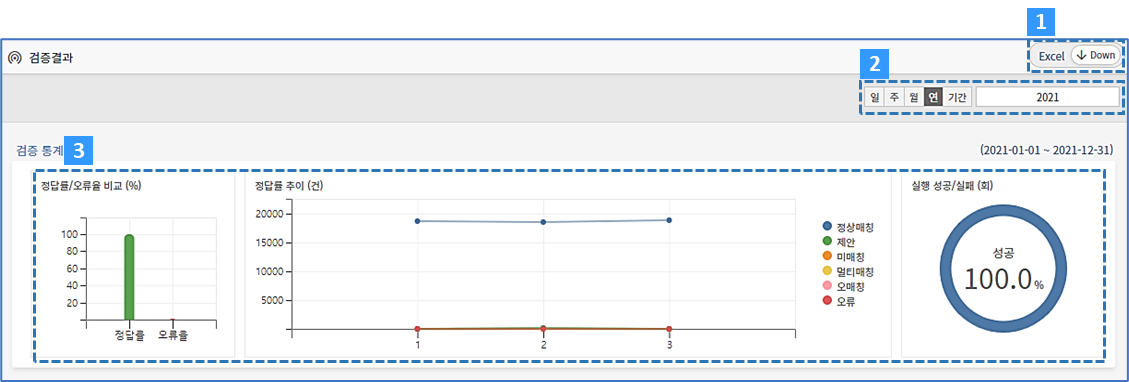 1
검증결과
Excel Down
2
일 주 월 연 기간 2021
검증 통계 3
(2021-01-01 ~ 2021-12-31)
정답률/오류율 비교 (%)
100
80
60
40
20
정답률 오류율
정답률 추이 (건)
20000
15000
10000
5000
1 2 3
정상매칭
제안
미매칭
멀티매칭
오매칭
오류
실행 성공/실패 (회)
성공
100.0%